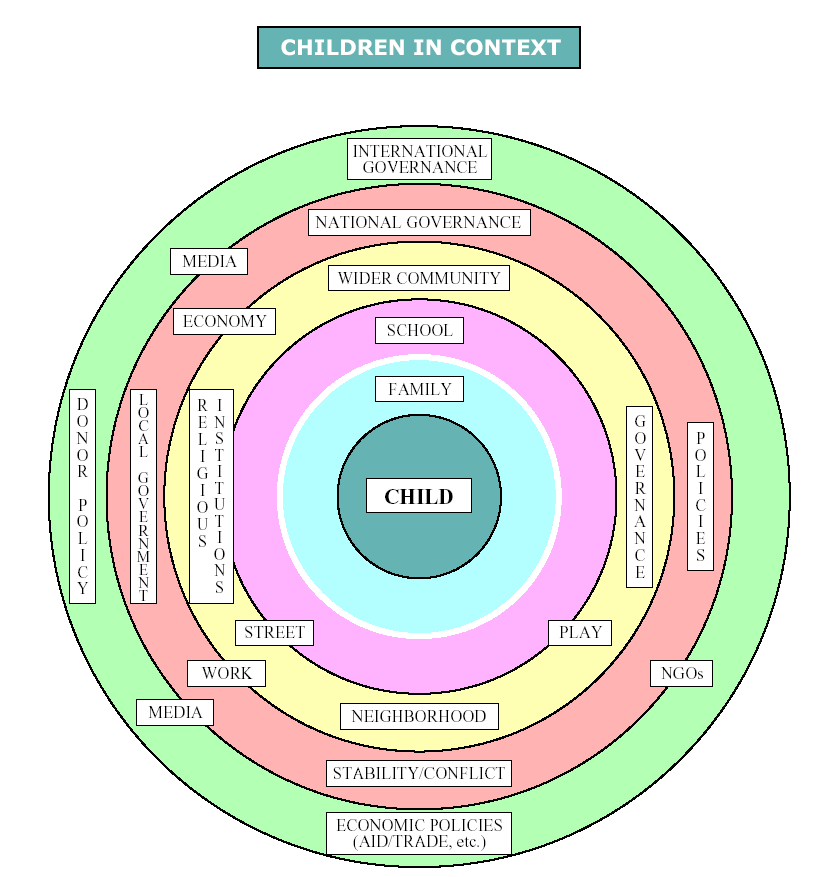 CHILDREN IN CONTEXT
INTERNATIONAL
GOVERNANCE
NATIONAL GOVERNANCE
MEDIA
WIDER COMMUNITY
ECONOMY
SCHOOL
FAMILY
DONOR POLICY
LOCAL GOVERNMENT
RELIGIOUS
INSTITUTIONS
CHILD
GOVERNANCE
POLICIES
STREET
PLAY
WORK
NGOs
MEDIA
NEIGHBORHOOD
STABILITY/CONFLICT
ECONOMIC POLICIES
(AID/TRADE, etc.)